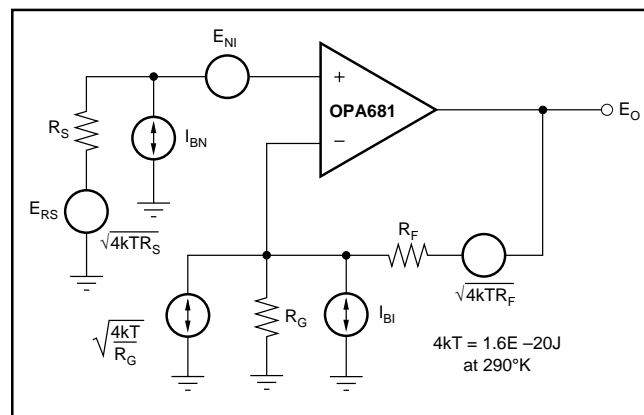 E_NI
+
OPA681
−
E_O
R_S
I_BN
E_RS
√4kTR_S
R_F
√4kTR_F
√4kT/R_G
R_G
I_BI
4kT = 1.6E –20J
at 290°K